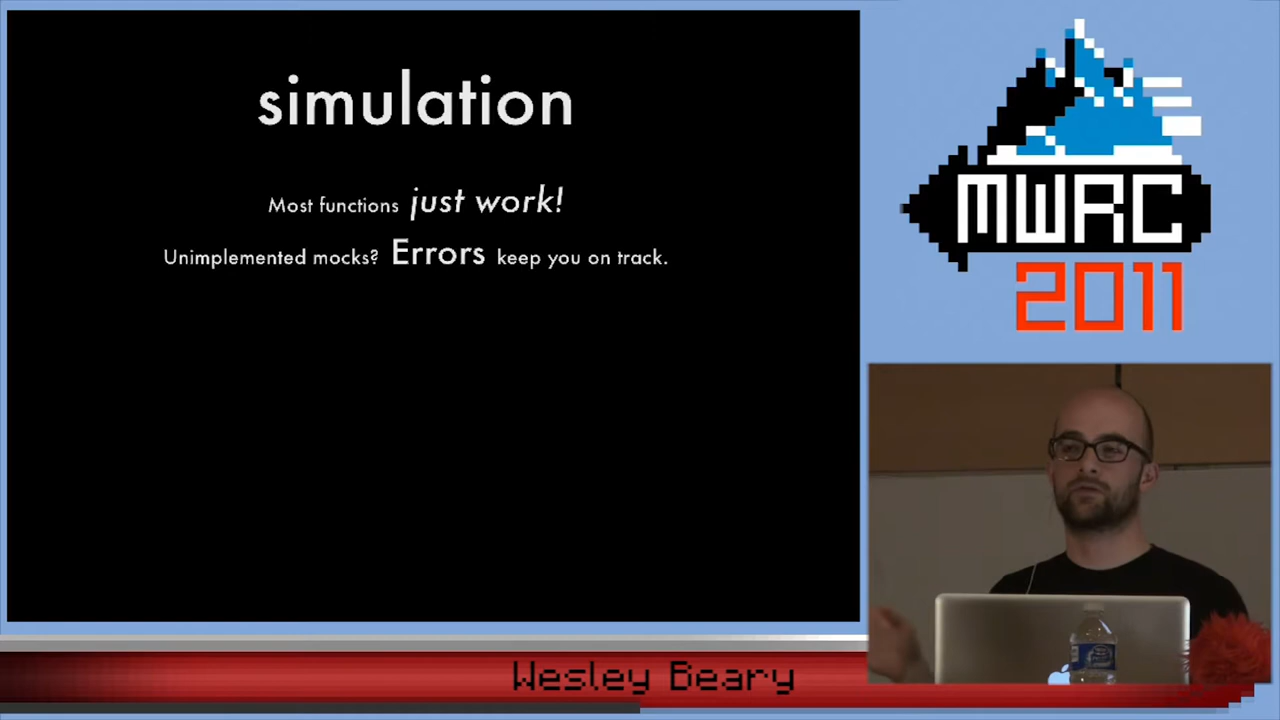 simulation
Most functions just work!
Unimplemented mocks? Errors keep you on track.
MWRC
2011
Wesley Beary